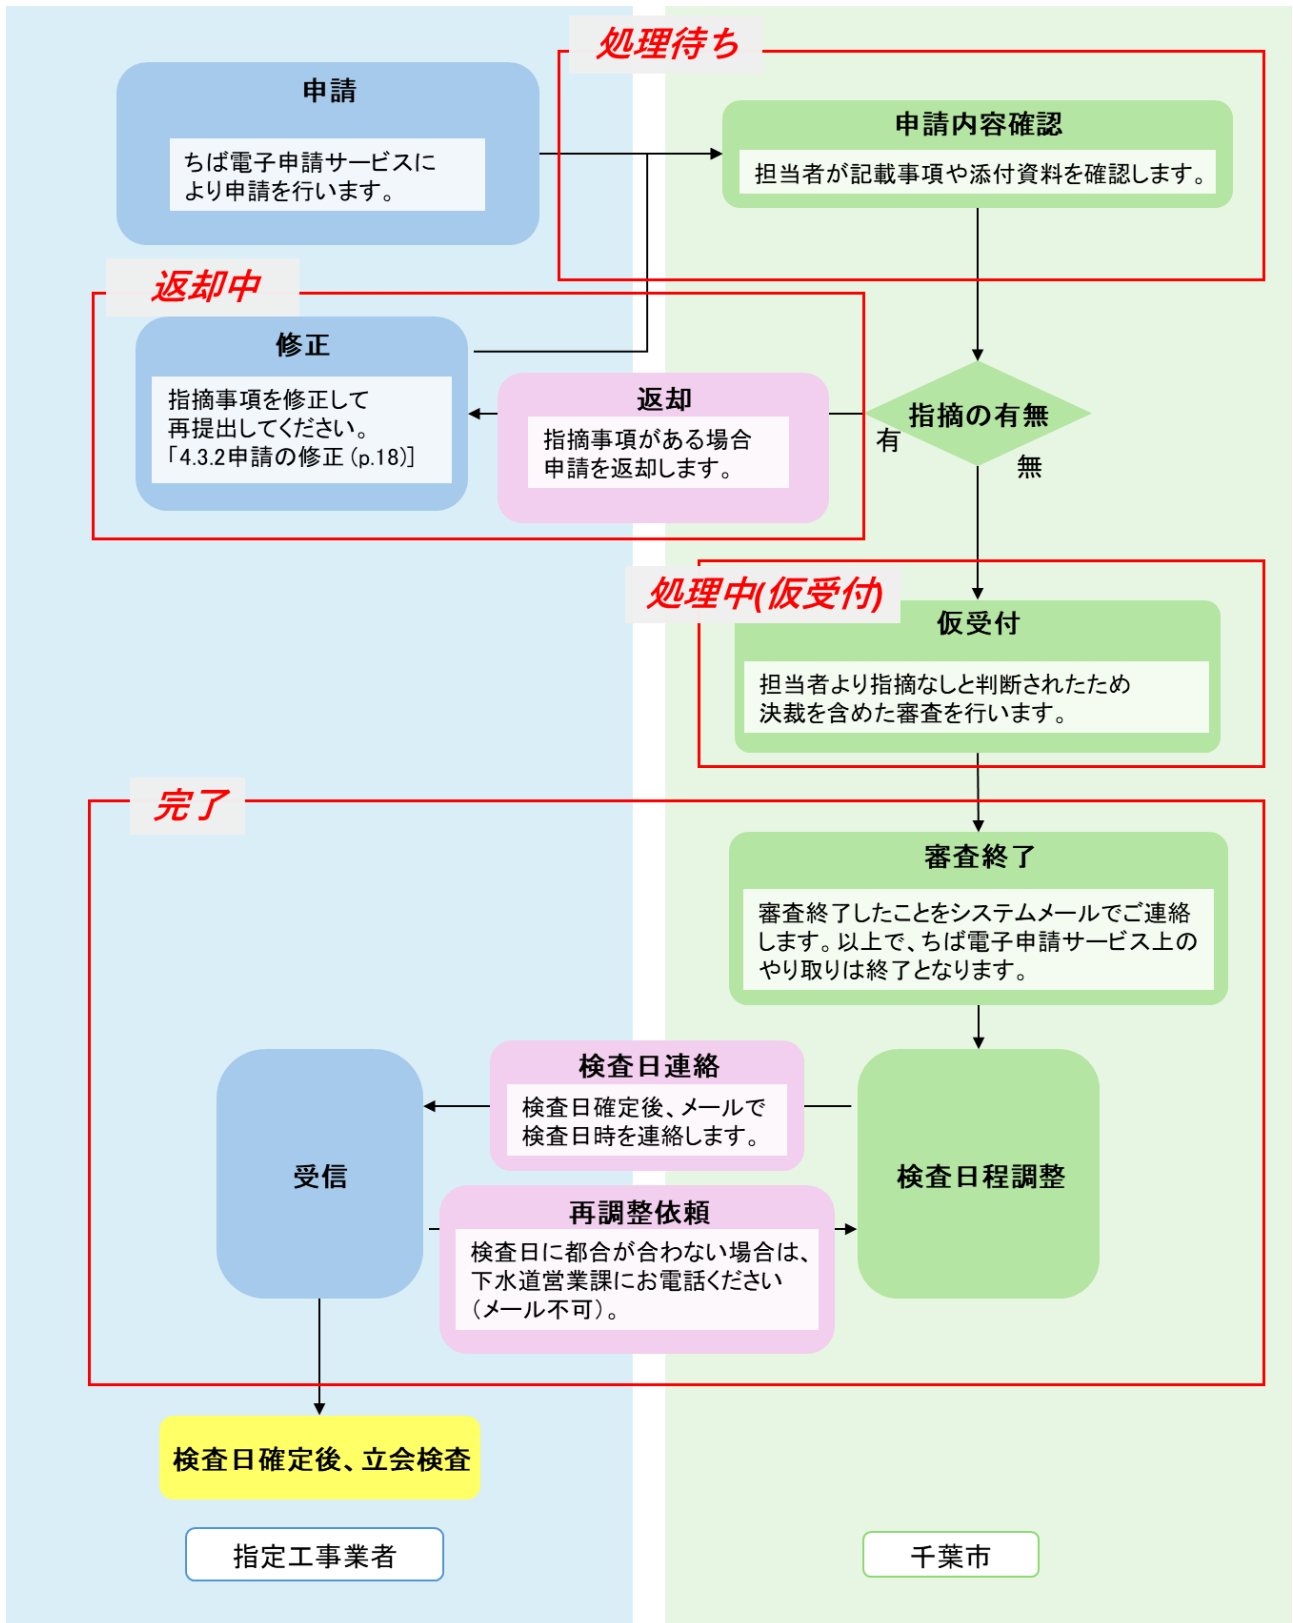 処理待ち
申請
ちば電子申請サービスに
より申請を行います。
申請内容確認
担当者が記載事項や添付資料を確認します。
返却中
修正
指摘事項を修正して
再提出してください。
「4.3.2申請の修正(p.18)]
返却
指摘事項がある場合
申請を返却します。
指摘の有無
有
無
処理中(仮受付)
仮受付
担当者より指摘なしと判断されたため
決裁を含めた審査を行います。
完了
審査終了
審査終了したことをシステムメールでご連絡
します。以上で、ちば電子申請サービス上の
やり取りは終了となります。
検査日連絡
検査日確定後、メールで
検査日時を連絡します。
受信
検査日程調整
再調整依頼
検査日に都合が合わない場合は、
下水道営業課にお電話ください
(メール不可)。
検査日確定後、立会検査
指定工事業者
千葉市